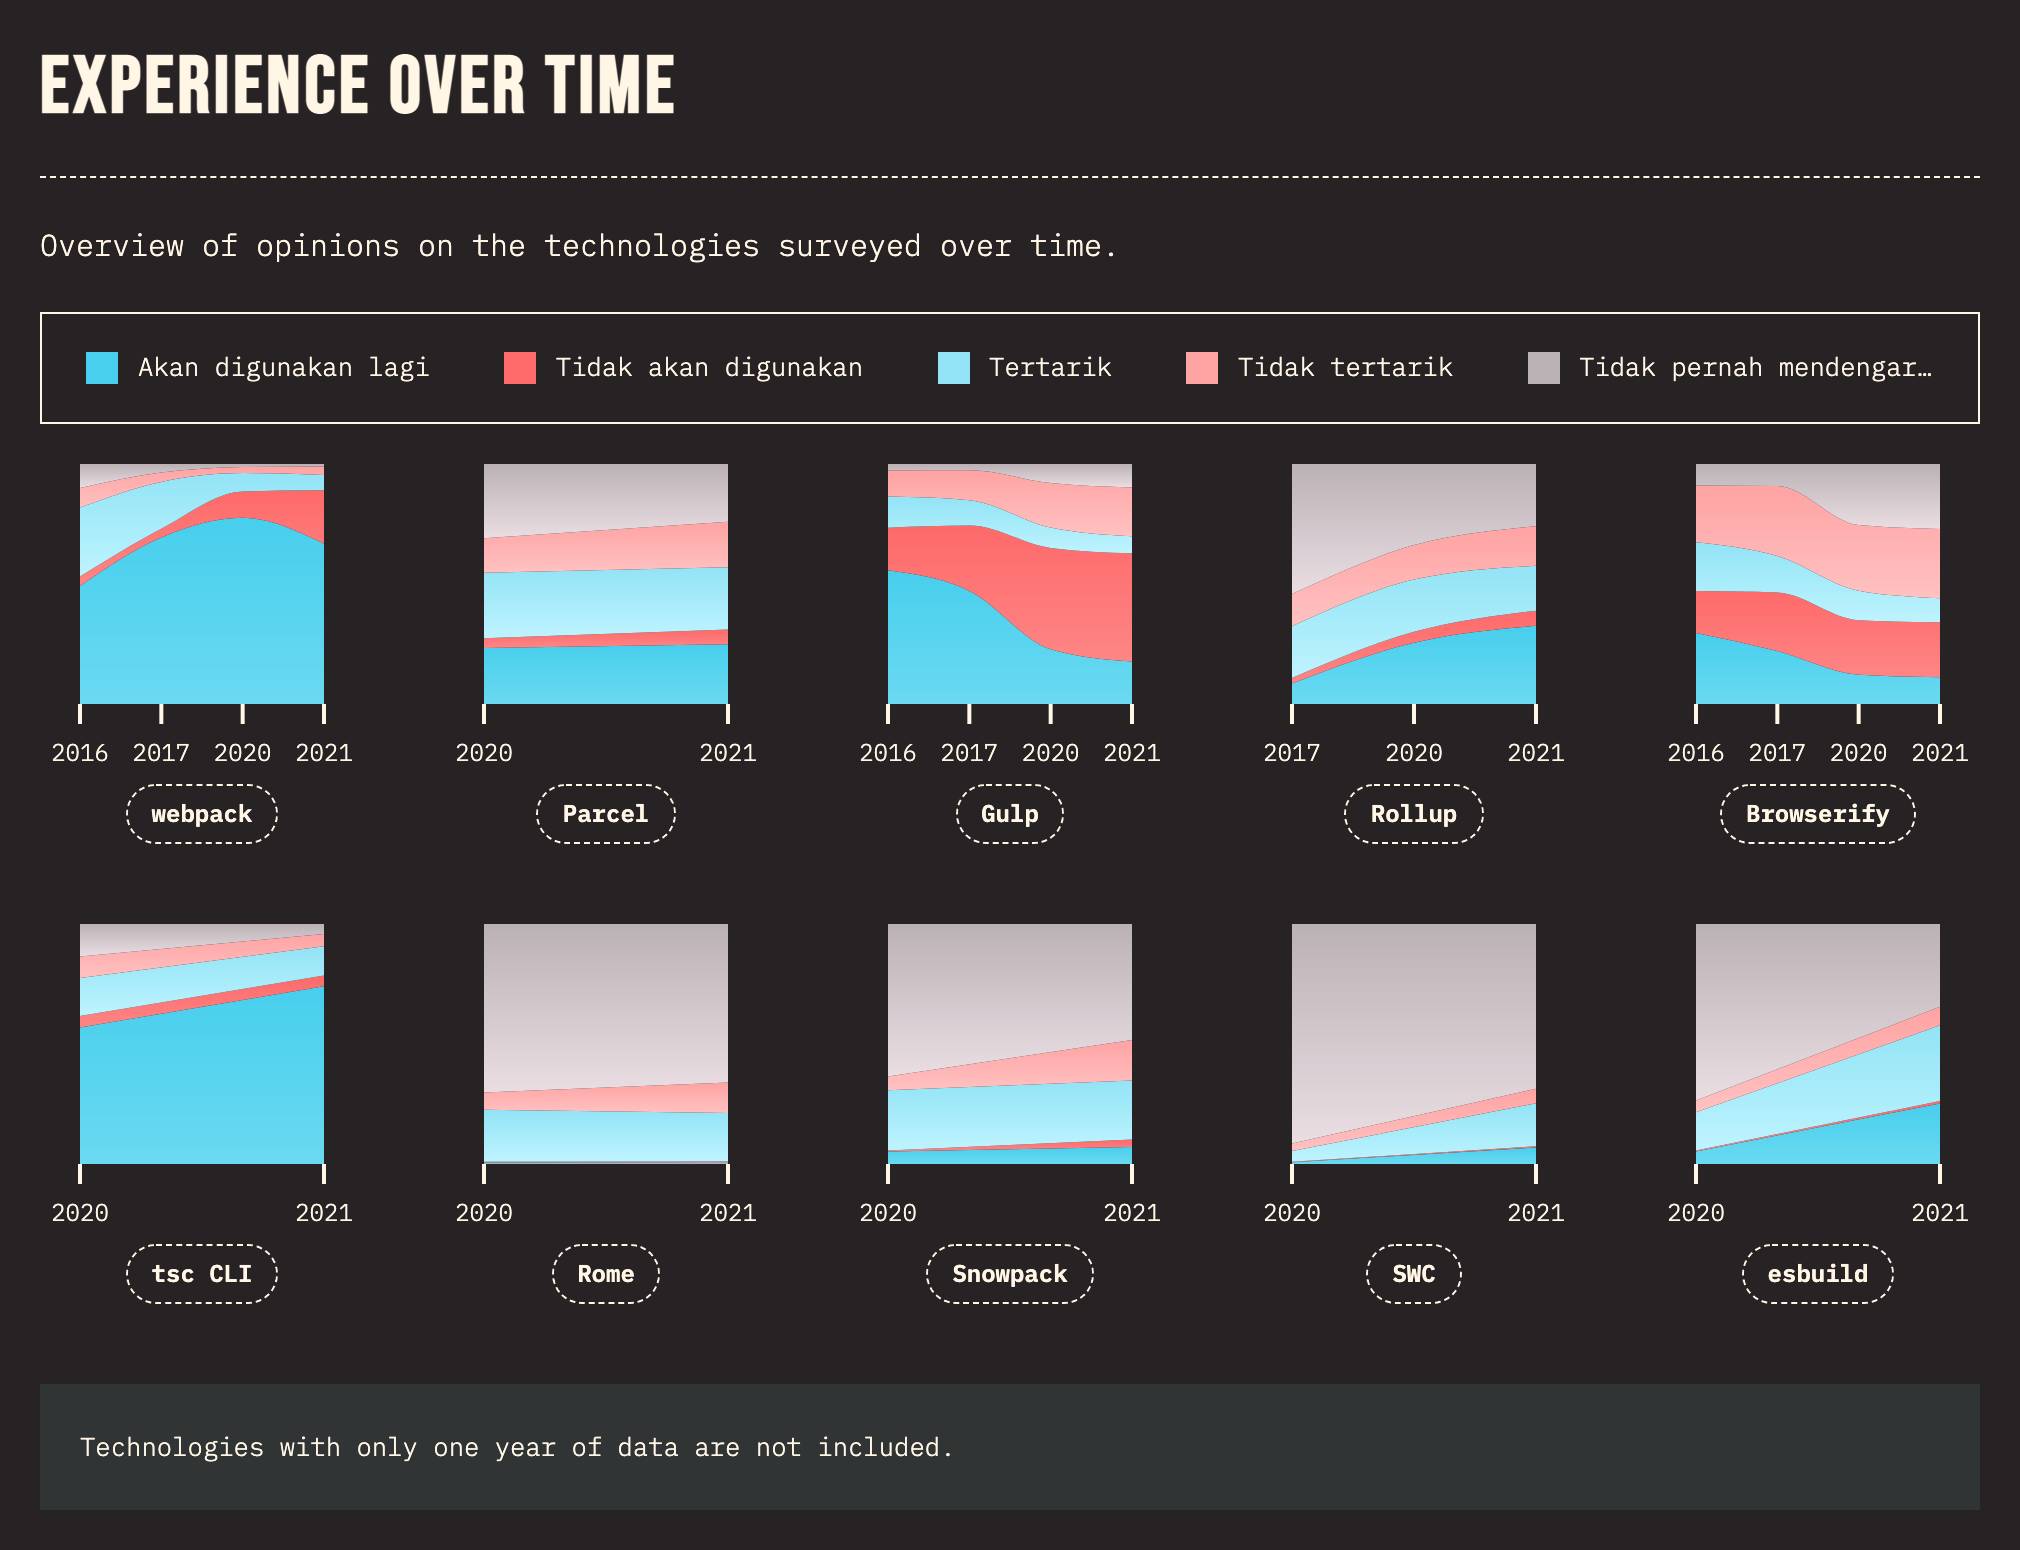 EXPERIENCE OVER TIME
Overview of opinions on the technologies surveyed over time.
Akan digunakan lagi Tidak akan digunakan Tertarik Tidak tertarik Tidak pernah mendengar…
2016 2017 2020 2021 2020 2021 2016 2017 2020 2021 2017 2020 2021 2016 2017 2020 2021
webpack Parcel Gulp Rollup Browserify
2020 2021 2020 2021 2020 2021 2020 2021 2020 2021
tsc CLI Rome Snowpack SWC esbuild
Technologies with only one year of data are not included.